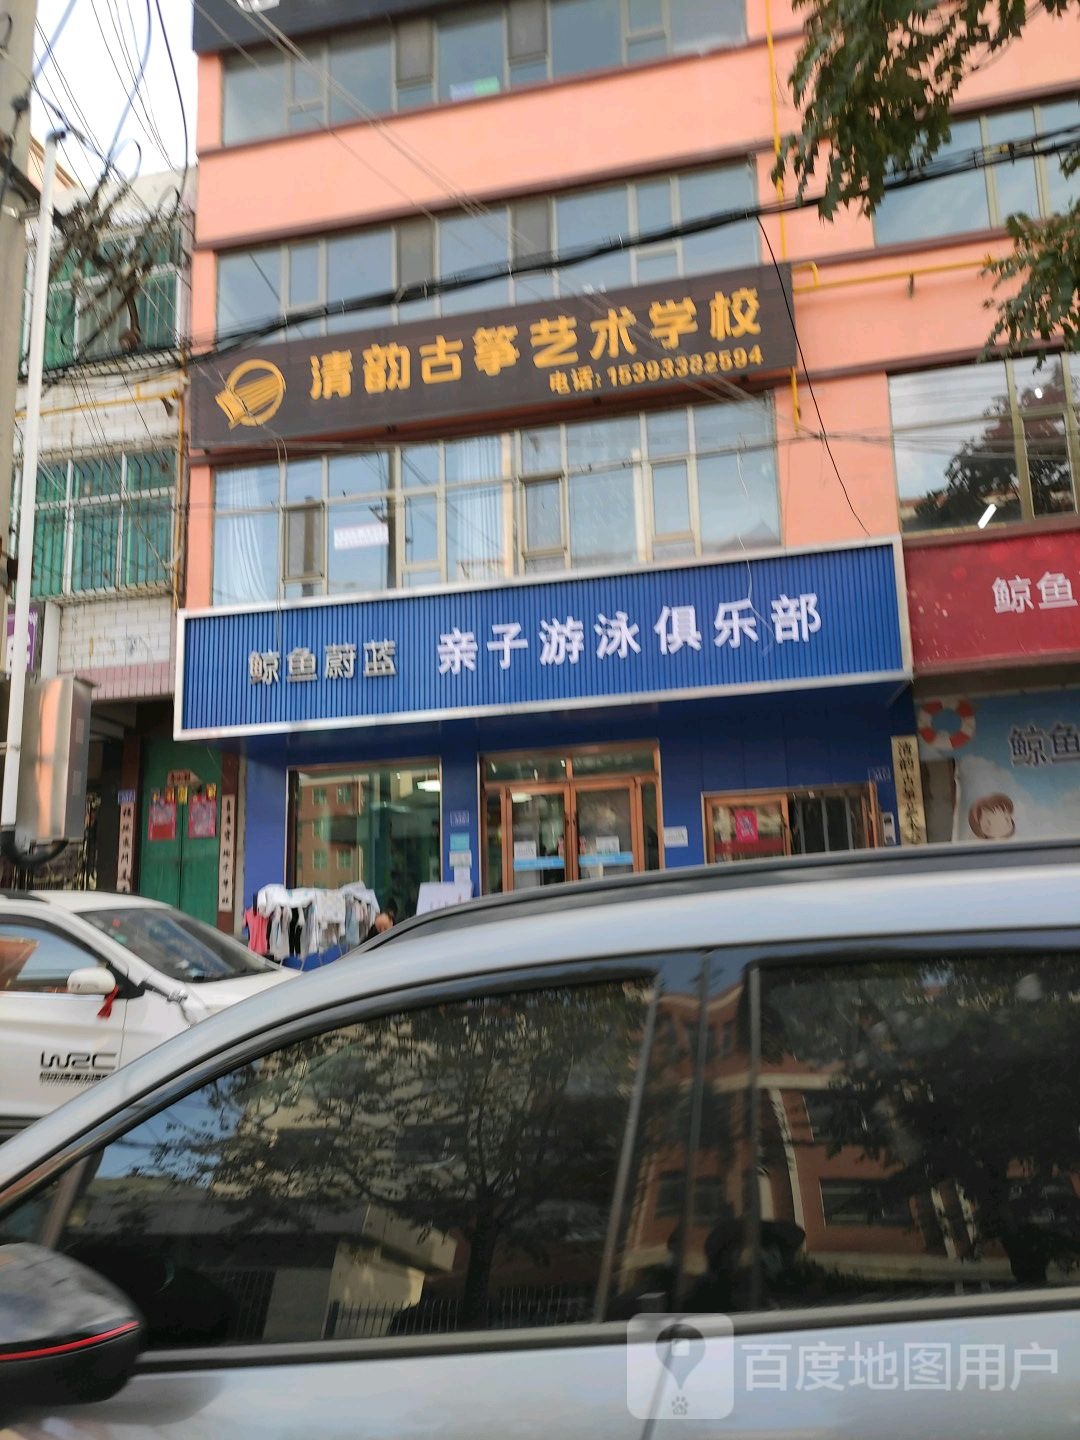 清韵古筝艺术学校
电话:15393382594
鲸鱼蔚蓝 亲子游泳俱乐部
鲸鱼
鲸鱼
WRC
百度地图用户